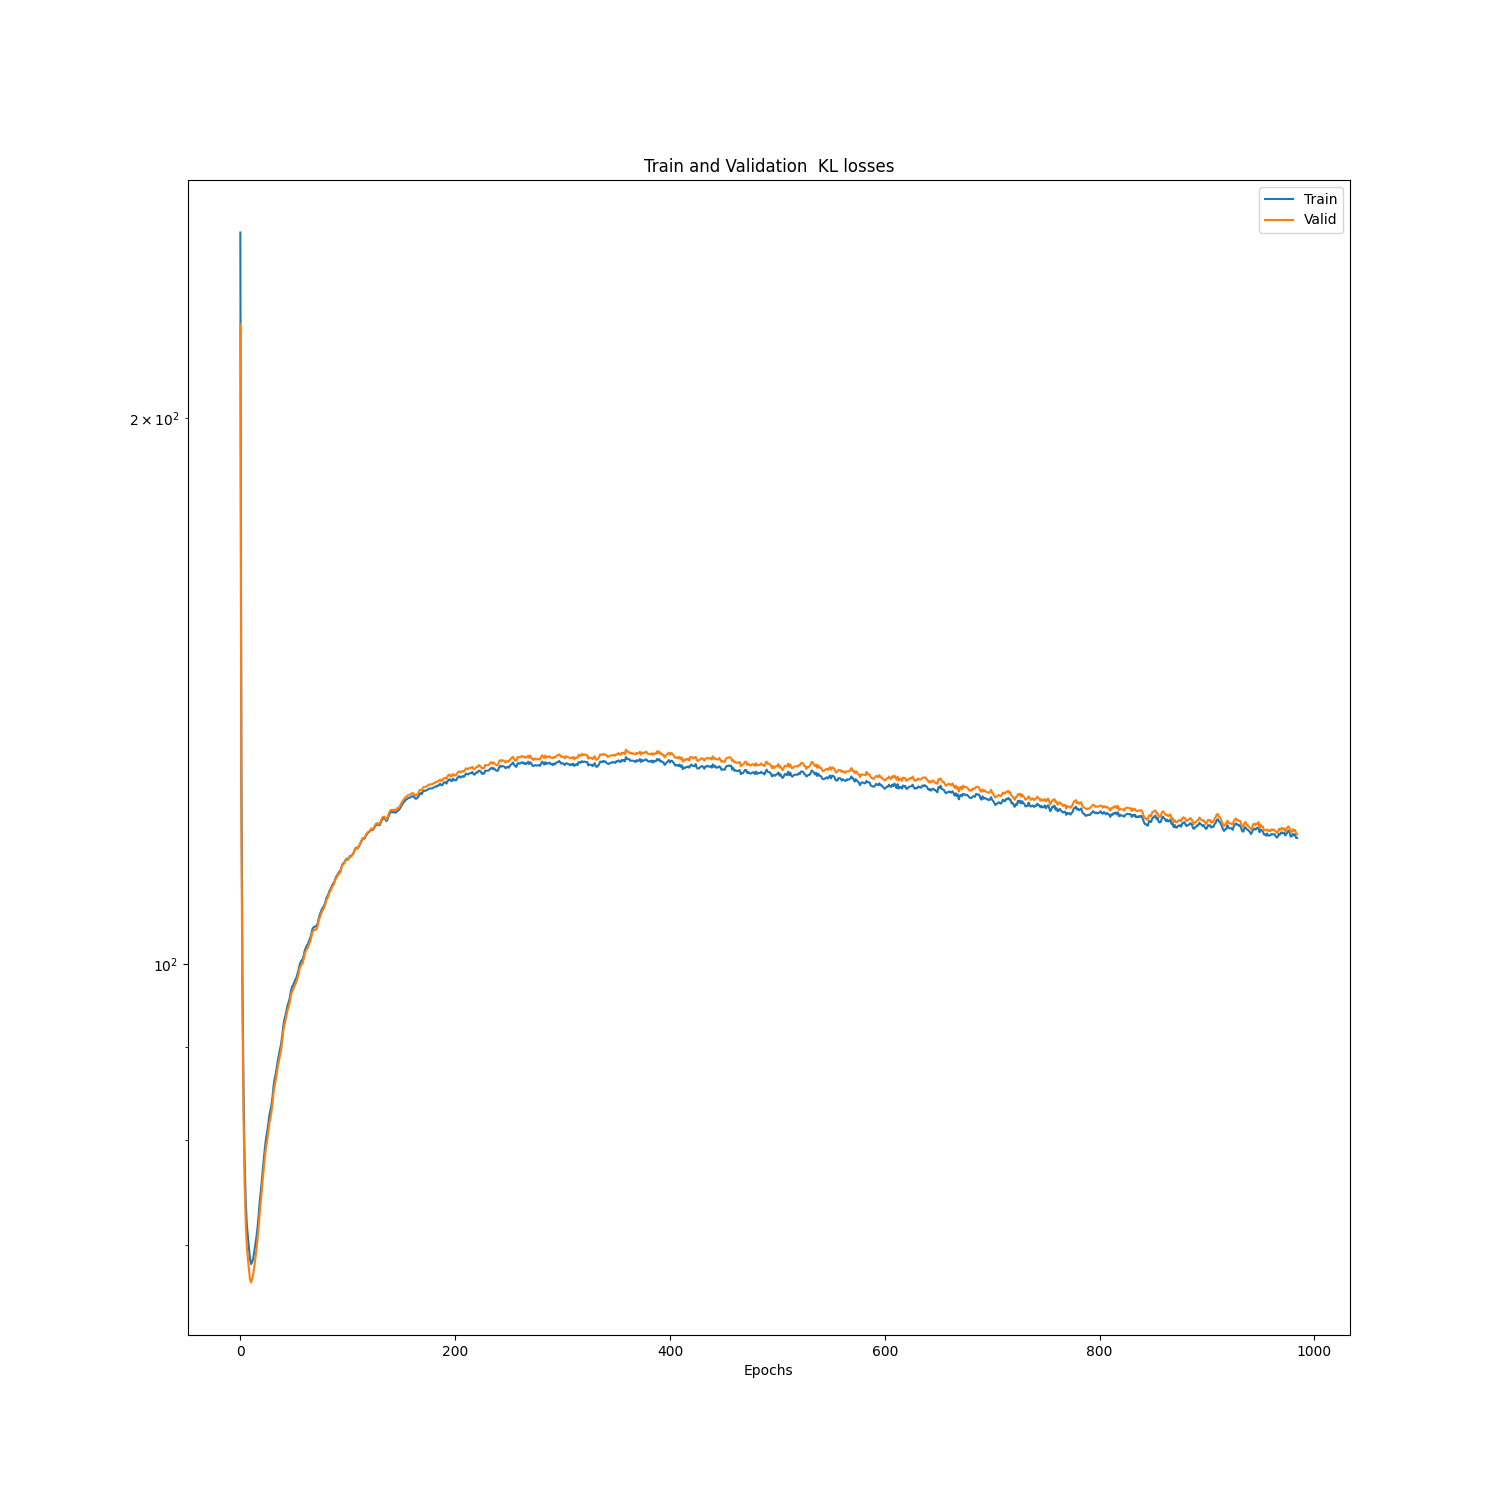 Train and Validation  KL losses
Train
Valid
2 × 10²
10²
0 200 400 600 800 1000
Epochs